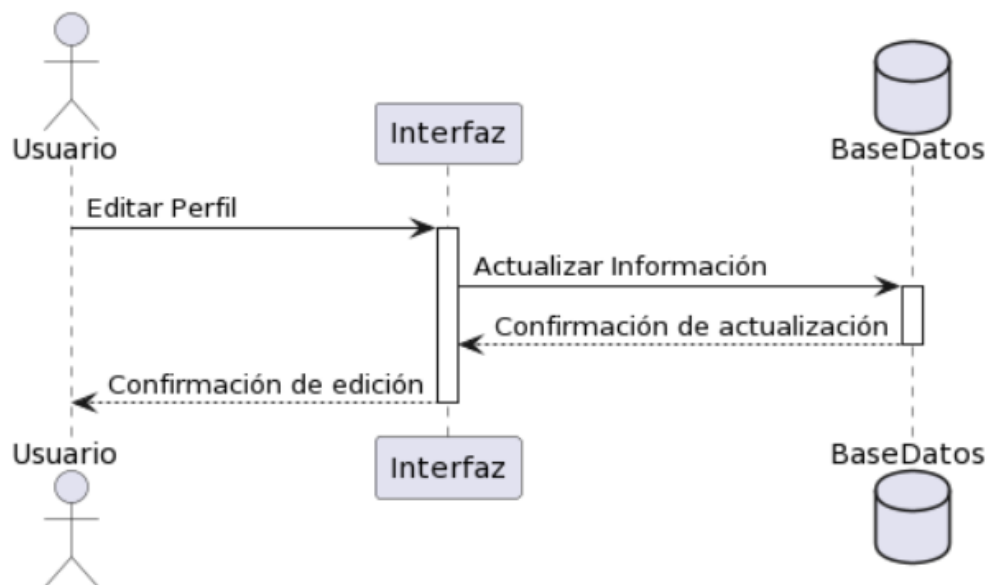 Usuario
Interfaz
BaseDatos
Editar Perfil
Actualizar Información
Confirmación de actualización
Confirmación de edición
Usuario
Interfaz
BaseDatos